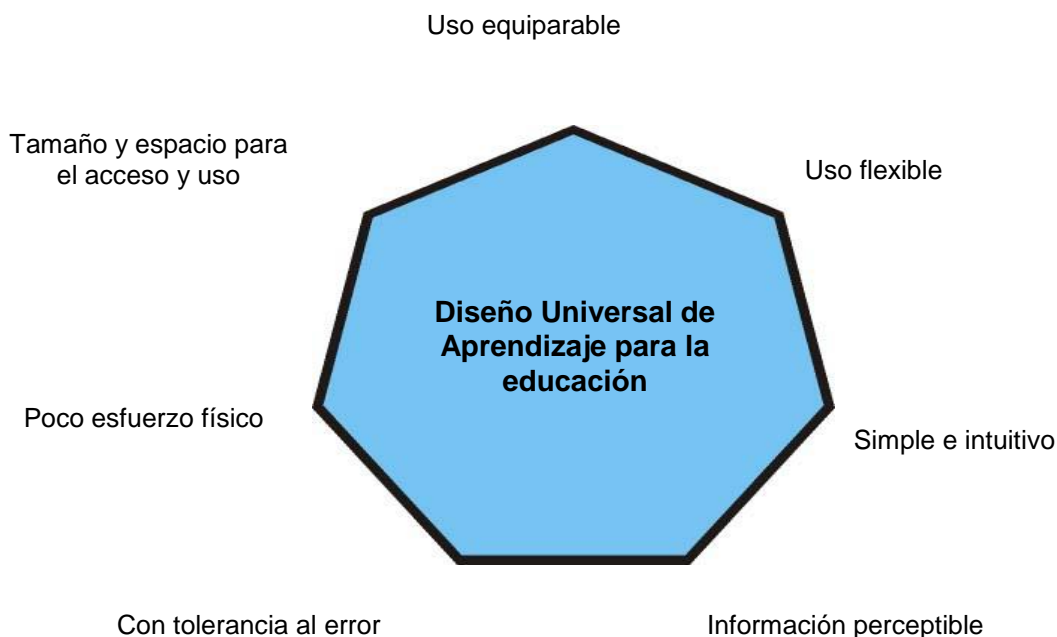 Uso equiparable
Tamaño y espacio para
el acceso y uso
Uso flexible
Diseño Universal de
Aprendizaje para la
educación
Poco esfuerzo físico
Simple e intuitivo
Con tolerancia al error
Información perceptible